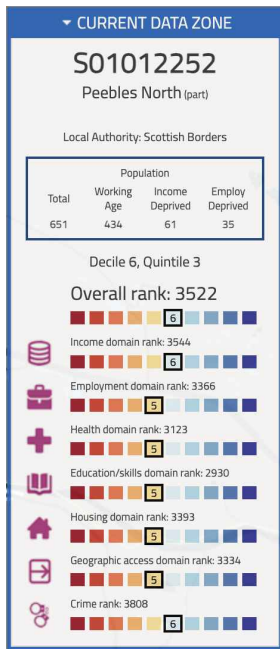 CURRENT DATA ZONE
S01012252
Peebles North (part)
Local Authority: Scottish Borders
Population
Total Working Age Income Deprived Employ Deprived
651 434 61 35
Decile 6, Quintile 3
Overall rank: 3522
6
Income domain rank: 3544
6
Employment domain rank: 3366
5
Health domain rank: 3123
5
Education/skills domain rank: 2930
5
Housing domain rank: 3393
5
Geographic access domain rank: 3334
5
Crime rank: 3808
6